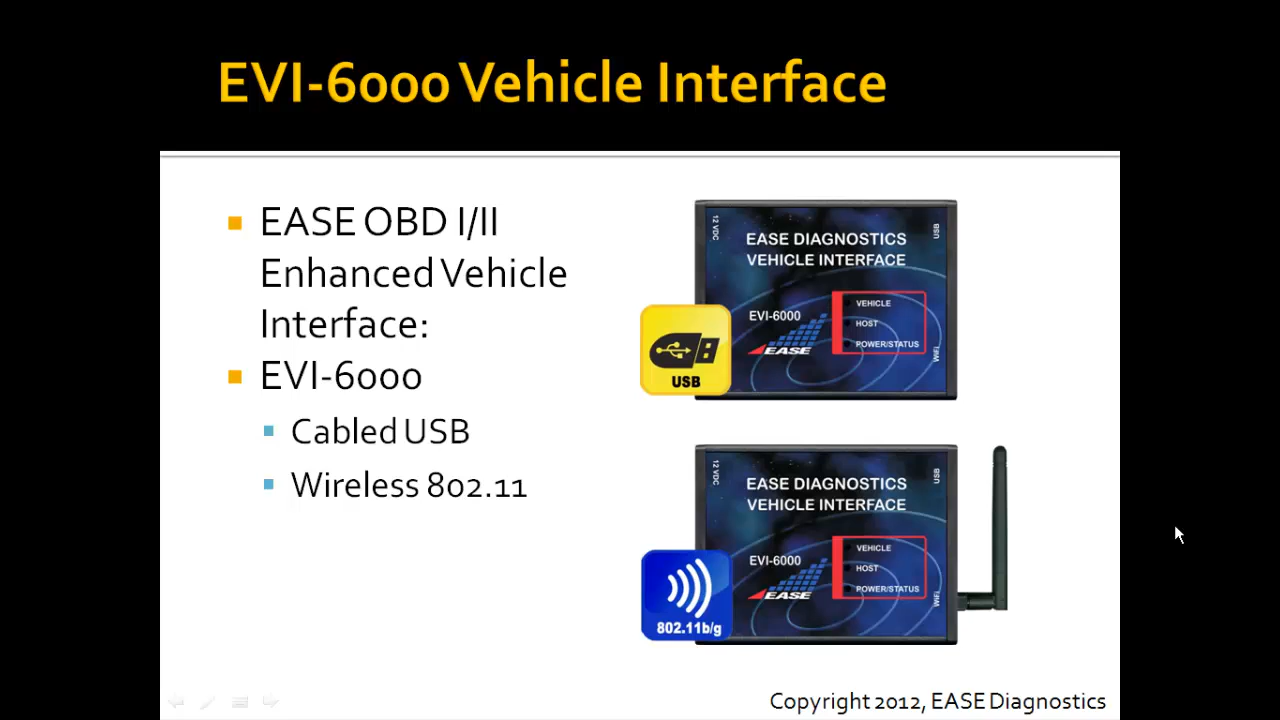 EVI-6000 Vehicle Interface
EASE OBD I/II
Enhanced Vehicle
Interface:
EVI-6000
Cabled USB
Wireless 802.11
12 VDC
USB
EASE DIAGNOSTICS
VEHICLE INTERFACE
VEHICLE
EVI-6000
HOST
POWER/STATUS
EASE
WiFi
USB
12 VDC
USB
EASE DIAGNOSTICS
VEHICLE INTERFACE
VEHICLE
EVI-6000
HOST
POWER/STATUS
EASE
WiFi
802.11b/g
Copyright 2012, EASE Diagnostics